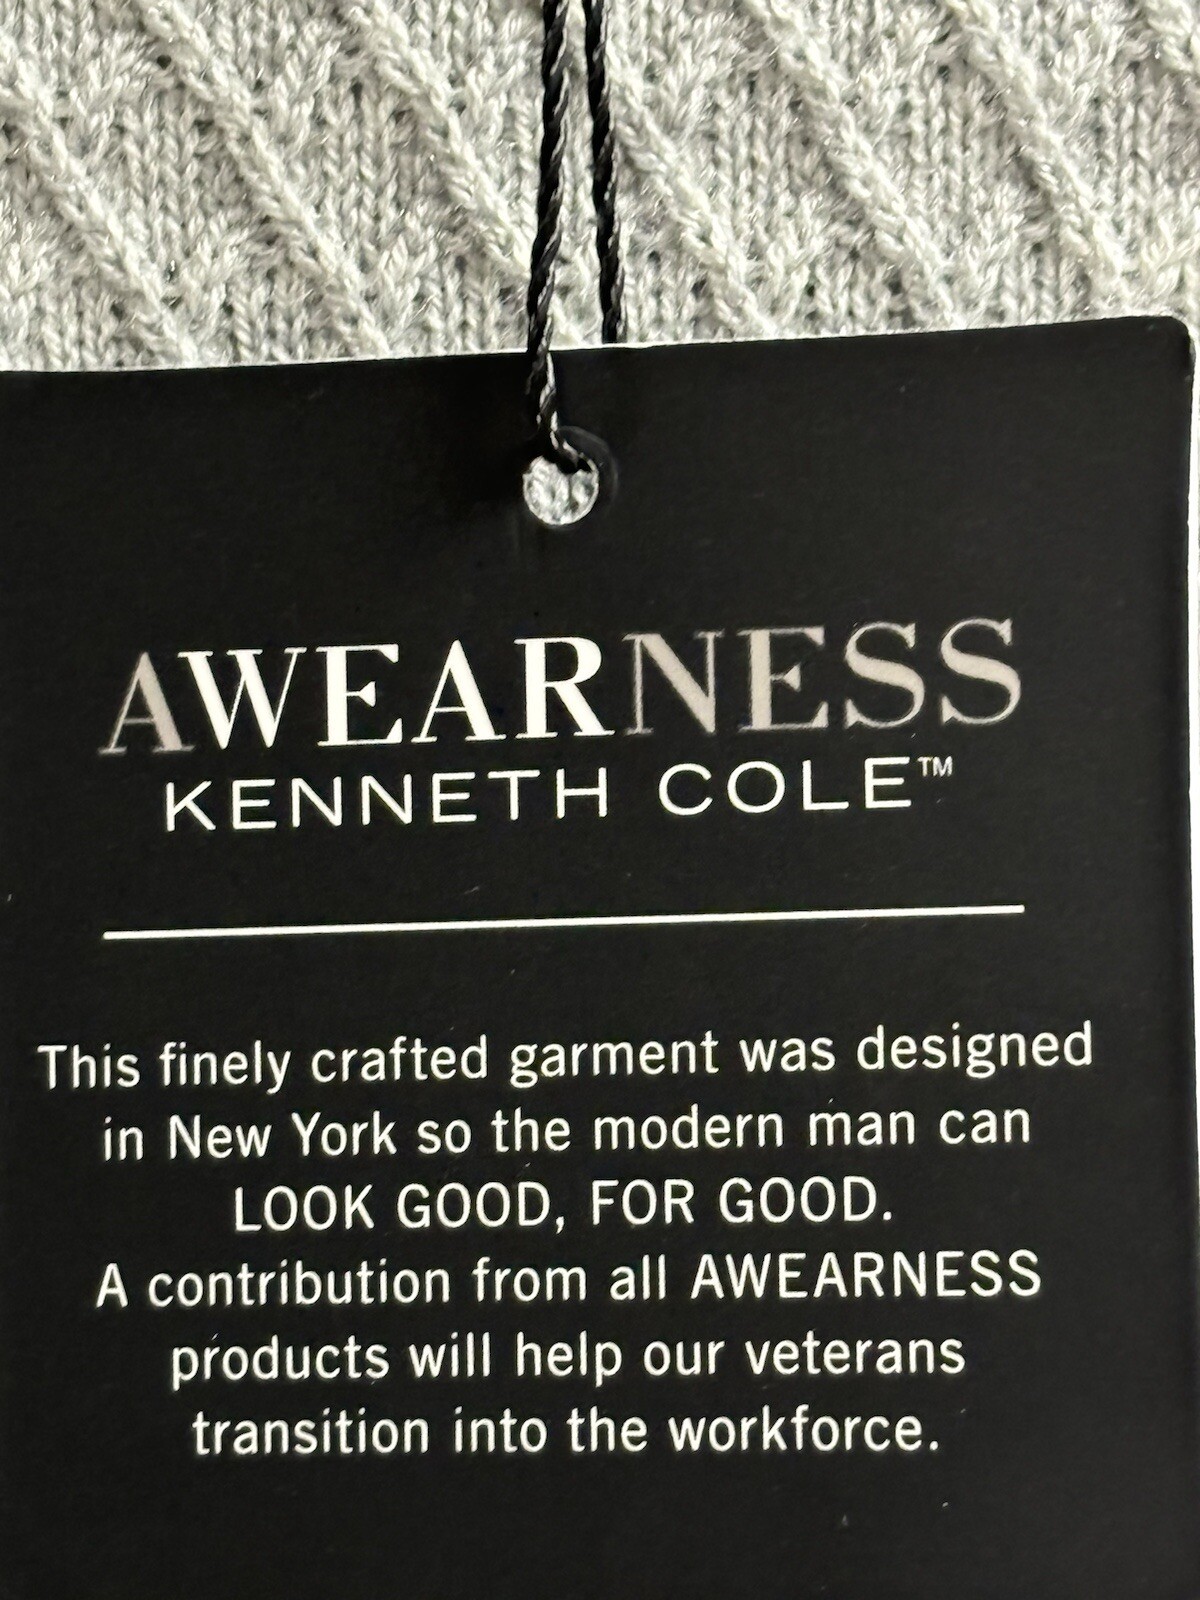 AWEARNESS
KENNETH COLE™
This finely crafted garment was designed
in New York so the modern man can
LOOK GOOD, FOR GOOD.
A contribution from all AWEARNESS
products will help our veterans
transition into the workforce.